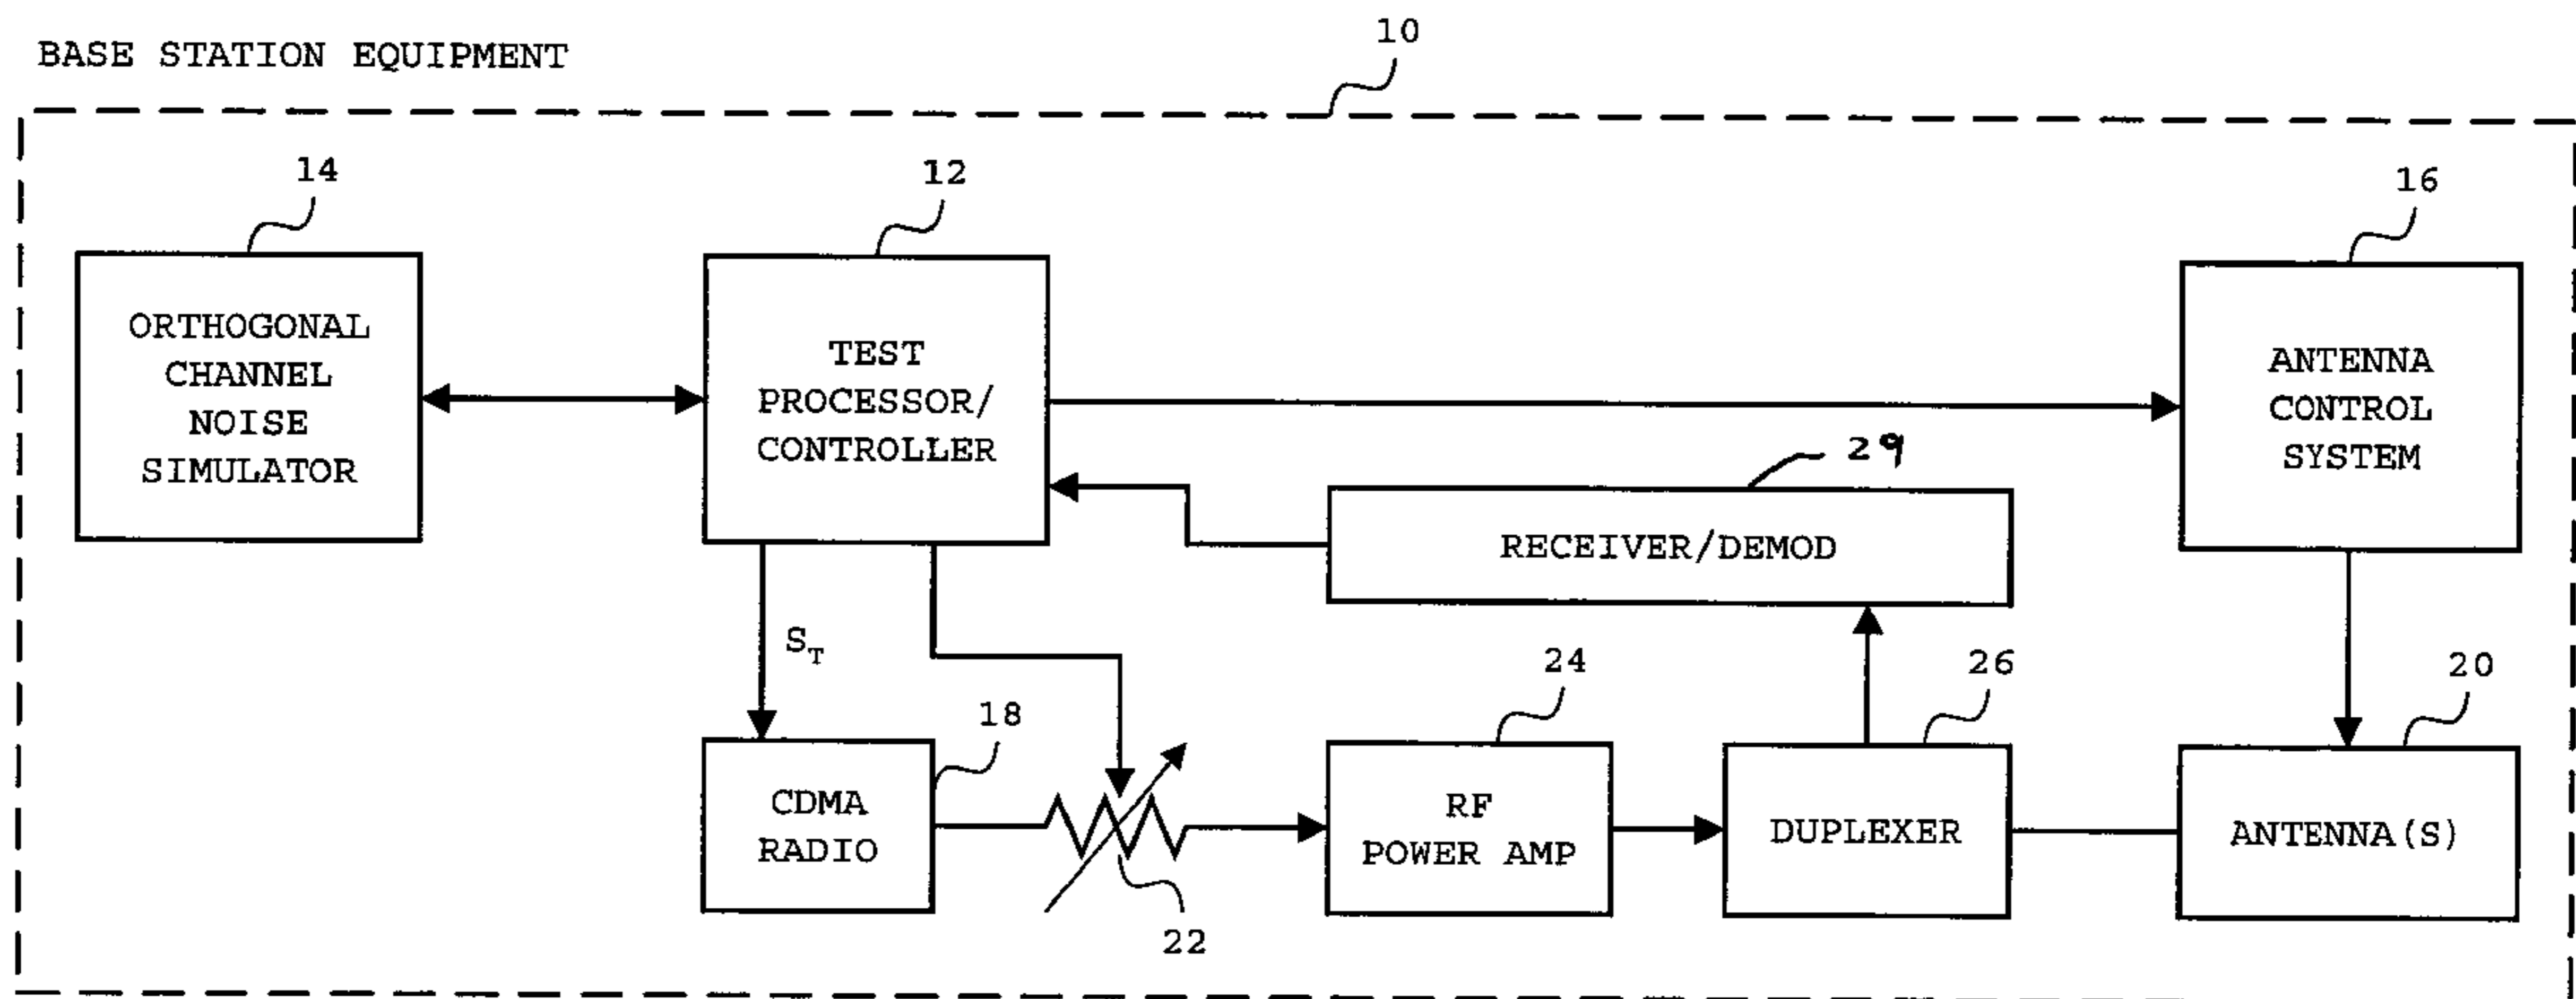 BASE STATION EQUIPMENT
10
14
12
16
ORTHOGONAL
CHANNEL
NOISE
SIMULATOR
TEST
PROCESSOR/
CONTROLLER
ANTENNA
CONTROL
SYSTEM
29
RECEIVER/DEMOD
S_T
18
24
26
20
CDMA
RADIO
22
RF
POWER AMP
DUPLEXER
ANTENNA(S)